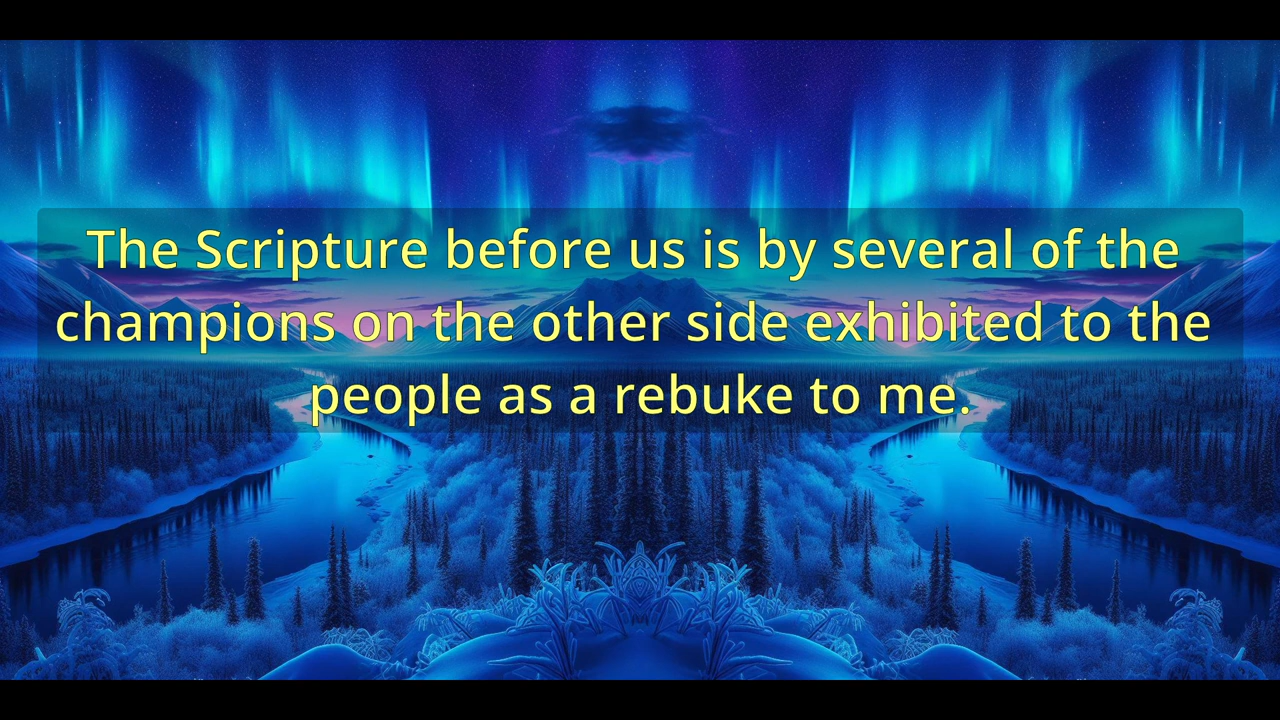 The Scripture before us is by several of the
champions on the other side exhibited to the
people as a rebuke to me.